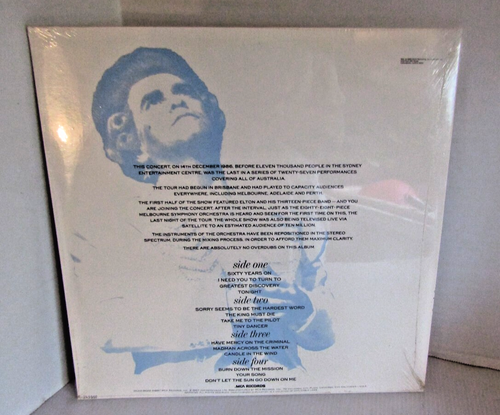 THIS CONCERT, ON 14TH DECEMBER 1986, BEFORE ELEVEN THOUSAND PEOPLE IN THE SYDNEY
ENTERTAINMENT CENTRE, WAS THE LAST IN A SERIES OF TWENTY-SEVEN PERFORMANCES
COVERING ALL OF AUSTRALIA
THE TOUR HAD BEGUN IN BRISBANE AND HAD PLAYED TO CAPACITY AUDIENCES
EVERYWHERE, INCLUDING MELBOURNE, ADELAIDE AND PERTH
THE FIRST HALF OF THE SHOW FEATURED ELTON AND HIS THIRTEEN-PIECE BAND — AND YOU
ARE JOINING THE CONCERT, AFTER THE INTERVAL, JUST AS THE EIGHTY-EIGHT-PIECE
MELBOURNE SYMPHONY ORCHESTRA IS HEARD AND SEEN FOR THE FIRST TIME ON THIS, THE
LAST NIGHT OF THE TOUR. THE WHOLE SHOW WAS ALSO BEING TELEVISED LIVE VIA
SATELLITE TO AN ESTIMATED AUDIENCE OF TEN MILLION
THE INSTRUMENTS OF THE ORCHESTRA HAVE BEEN REPOSITIONED IN THE STEREO
SPECTRUM, DURING THE MIXING PROCESS, IN ORDER TO AFFORD THEM MAXIMUM CLARITY
THERE ARE ABSOLUTELY NO OVERDUBS ON THIS ALBUM
side one
SIXTY YEARS ON
I NEED YOU TO TURN TO
GREATEST DISCOVERY
TONIGHT
side two
SORRY SEEMS TO BE THE HARDEST WORD
THE KING MUST DIE
TAKE ME TO THE PILOT
TINY DANCER
side three
HAVE MERCY ON THE CRIMINAL
MADMAN ACROSS THE WATER
CANDLE IN THE WIND
side four
BURN DOWN THE MISSION
YOUR SONG
DON'T LET THE SUN GO DOWN ON ME
MCA RECORDS